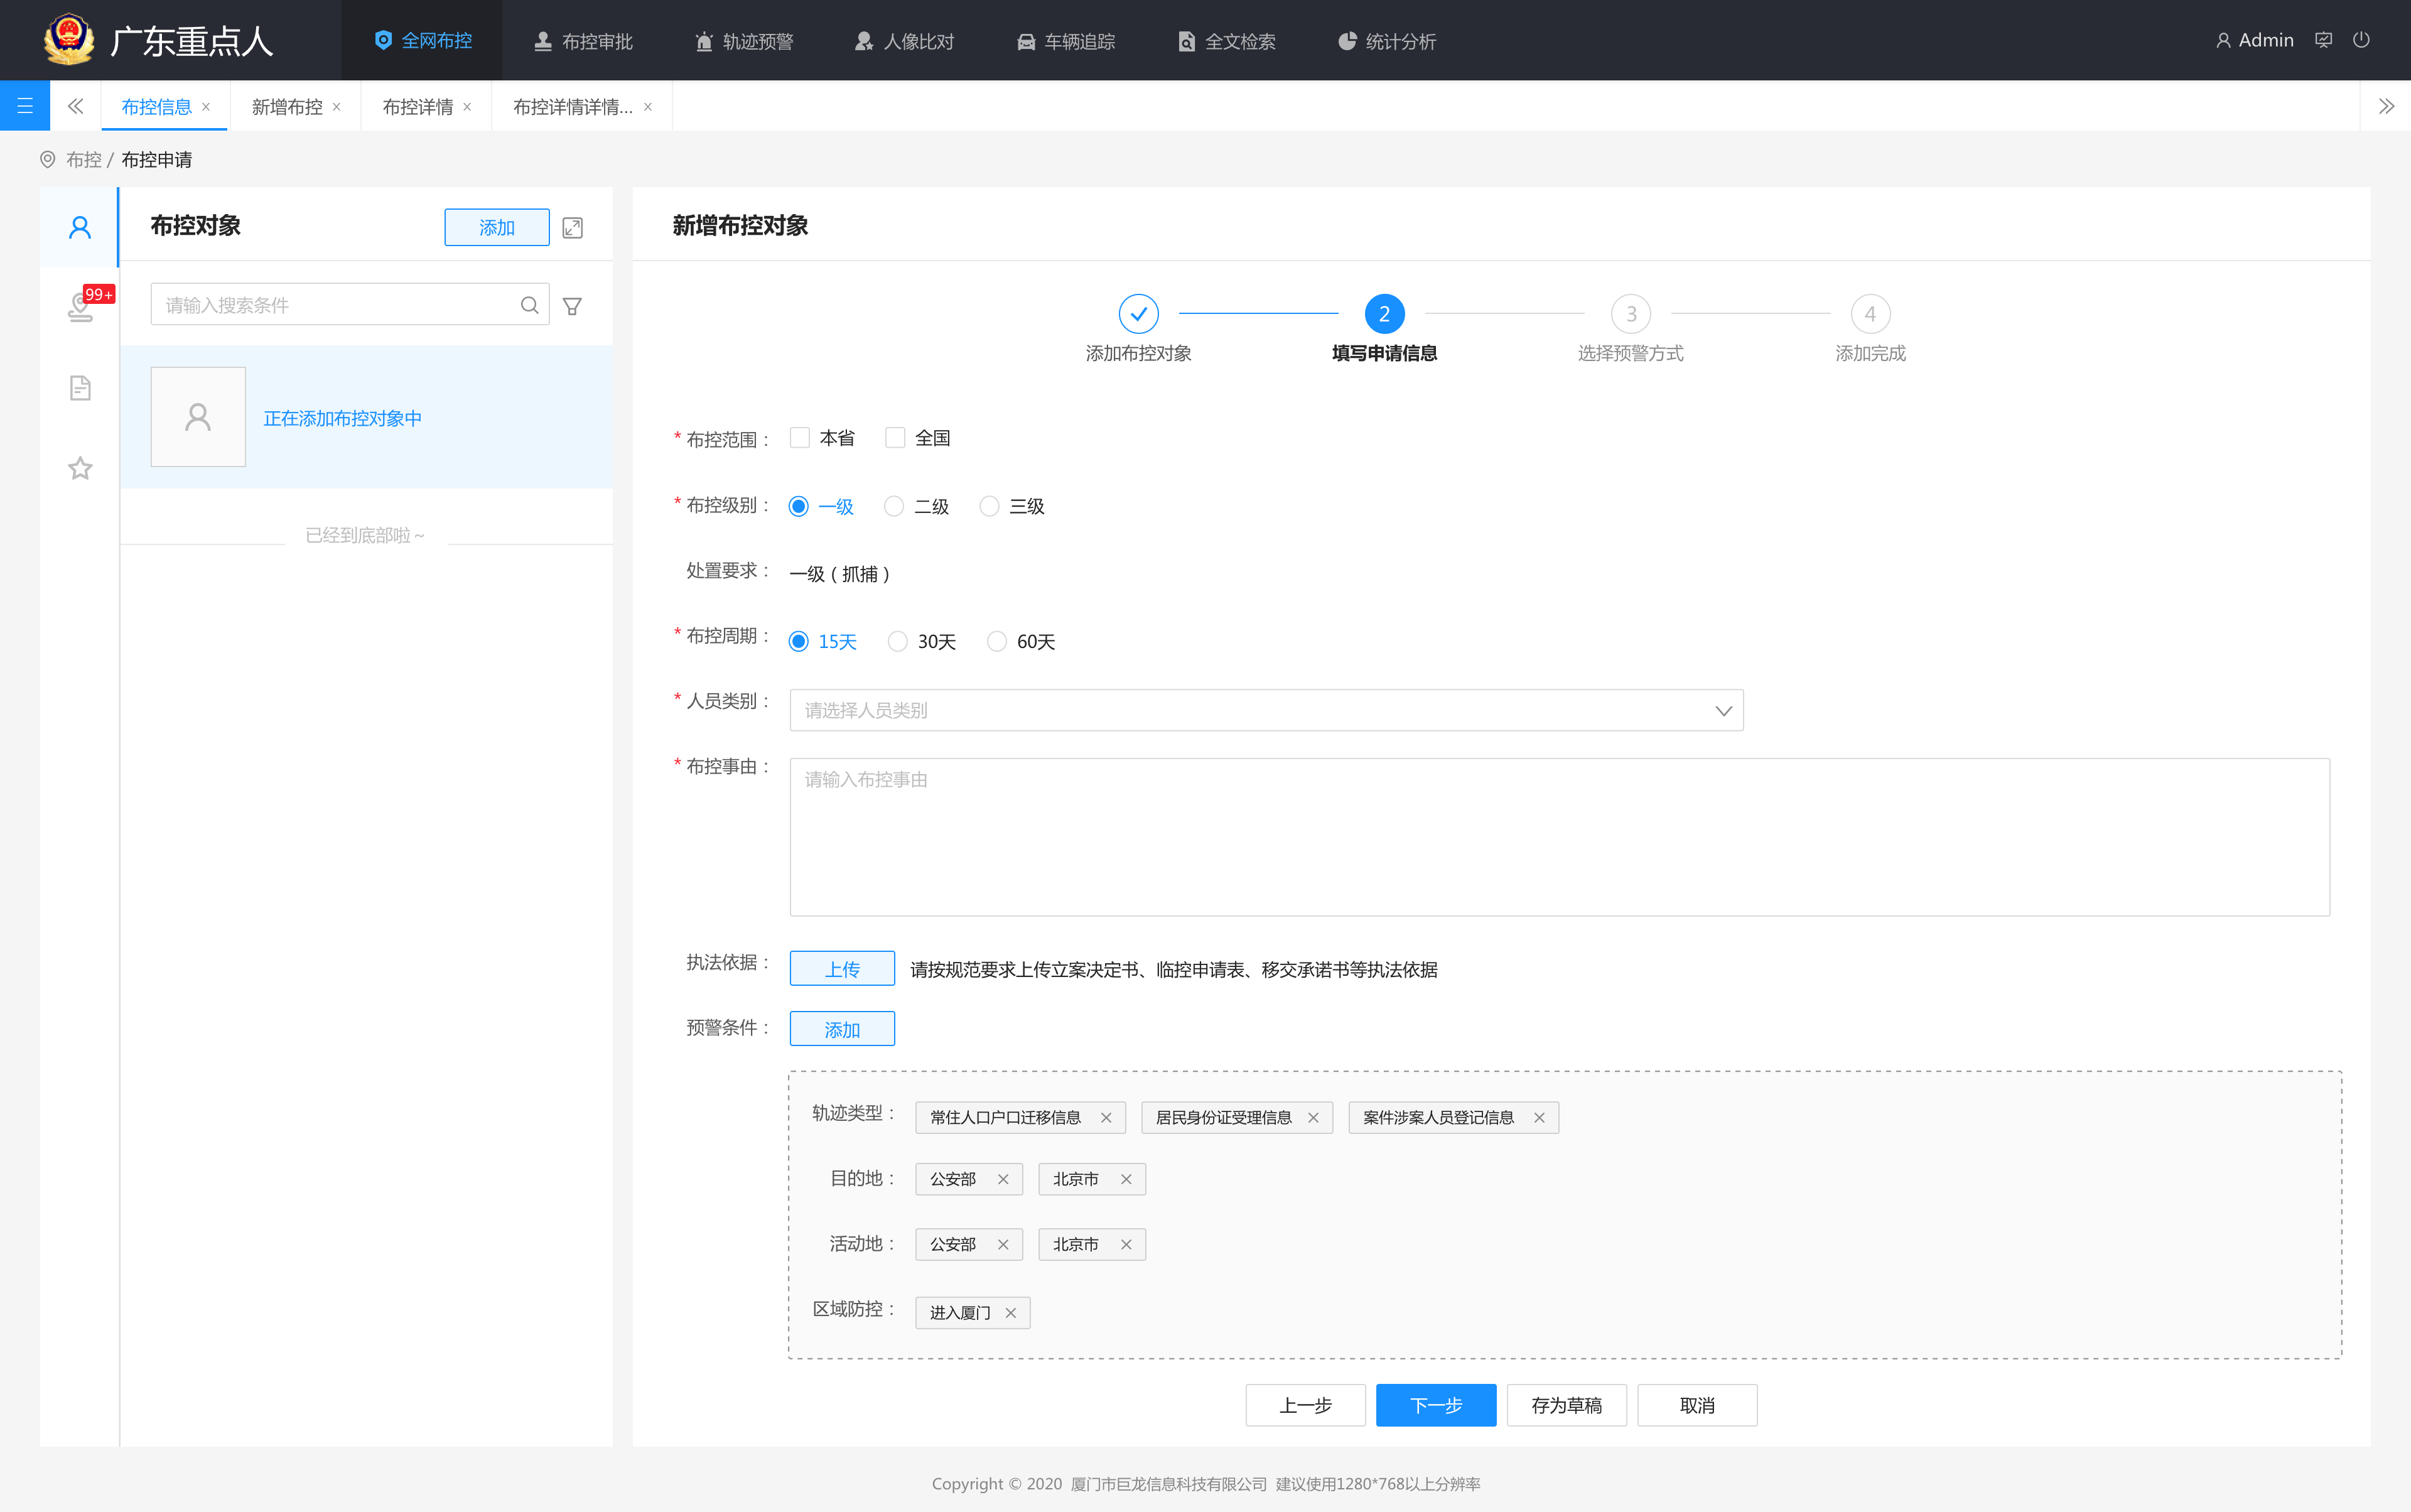 广东重点人
全网布控
布控审批
轨迹预警
人像比对
车辆追踪
全文检索
统计分析
Admin
布控信息
新增布控
布控详情
布控详情详情...
布控 / 布控申请
布控对象
添加
99+
请输入搜索条件
正在添加布控对象中
已经到底部啦~
新增布控对象
2
3
4
添加布控对象
填写申请信息
选择预警方式
添加完成
* 布控范围： 本省 全国
* 布控级别： 一级 二级 三级
处置要求： 一级（抓捕）
* 布控周期： 15天 30天 60天
* 人员类别： 请选择人员类别
* 布控事由： 请输入布控事由
执法依据： 上传 请按规范要求上传立案决定书、临控申请表、移交承诺书等执法依据
预警条件： 添加
轨迹类型： 常住人口户口迁移信息 居民身份证受理信息 案件涉案人员登记信息
目的地： 公安部 北京市
活动地： 公安部 北京市
区域防控： 进入厦门
上一步 下一步 存为草稿 取消
Copyright © 2020 厦门市巨龙信息科技有限公司 建议使用1280*768以上分辨率